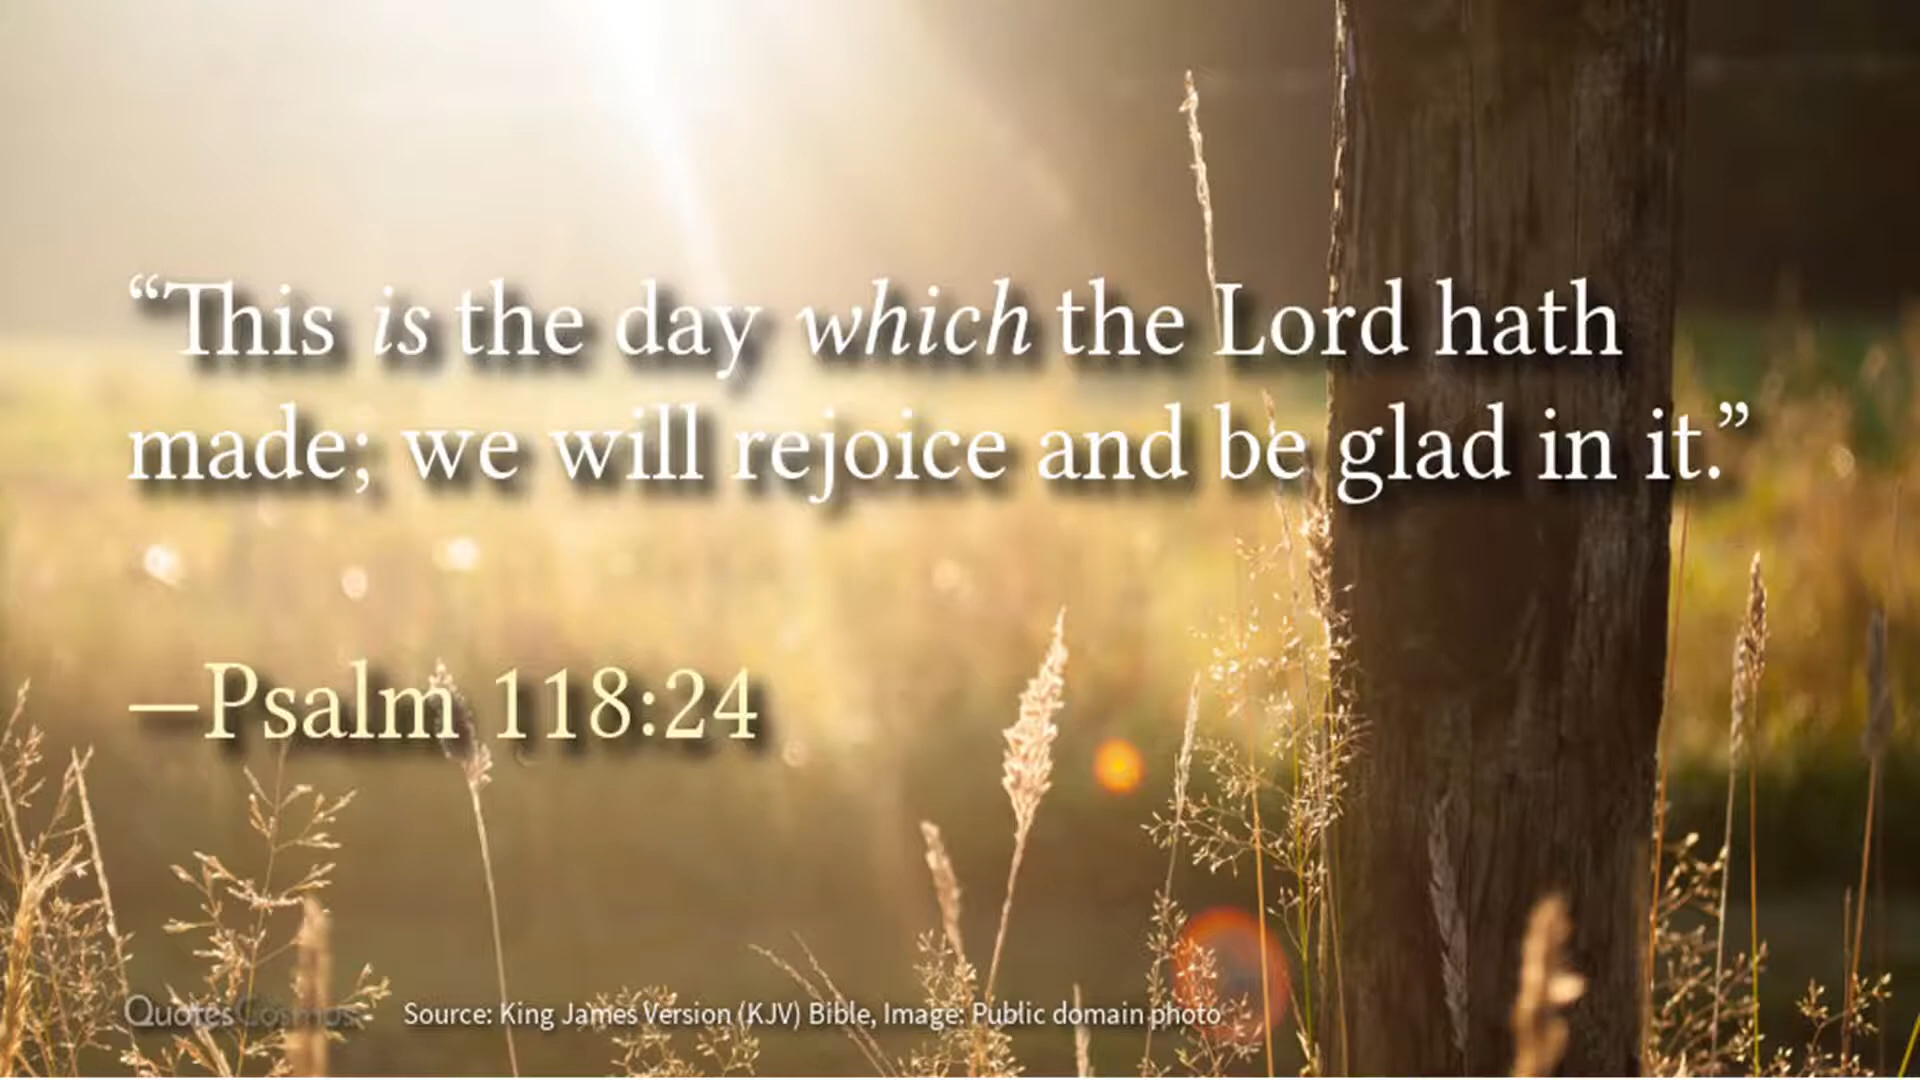 “This is the day which the Lord hath
made; we will rejoice and be glad in it.”
—Psalm 118:24
QuotesCosmos Source: King James Version (KJV) Bible, Image: Public domain photo